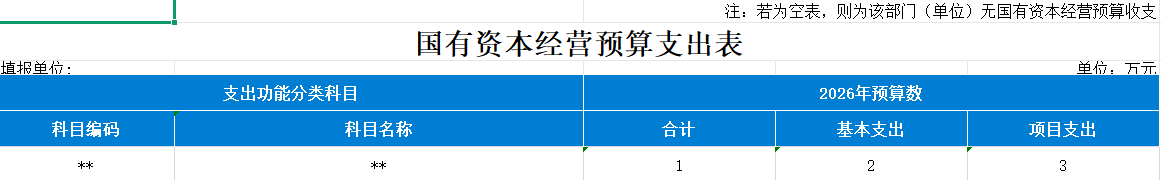 注：若为空表，则为该部门（单位）无国有资本经营预算收支
国有资本经营预算支出表
填报单位: 单位：万元
支出功能分类科目 2026年预算数
科目编码 科目名称 合计 基本支出 项目支出
** ** 1 2 3